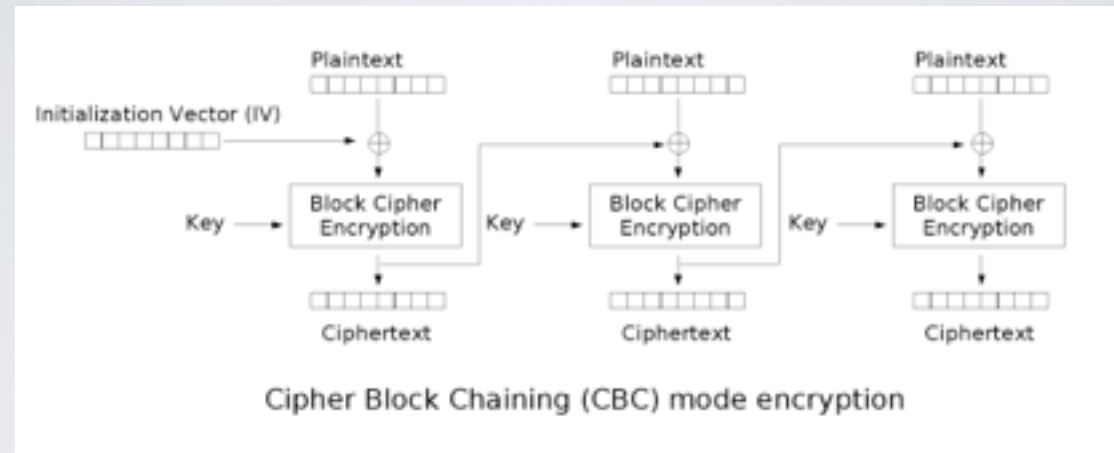 Plaintext Plaintext Plaintext
Initialization Vector (IV)
Key Block Cipher Encryption Key Block Cipher Encryption Key Block Cipher Encryption
Ciphertext Ciphertext Ciphertext
Cipher Block Chaining (CBC) mode encryption